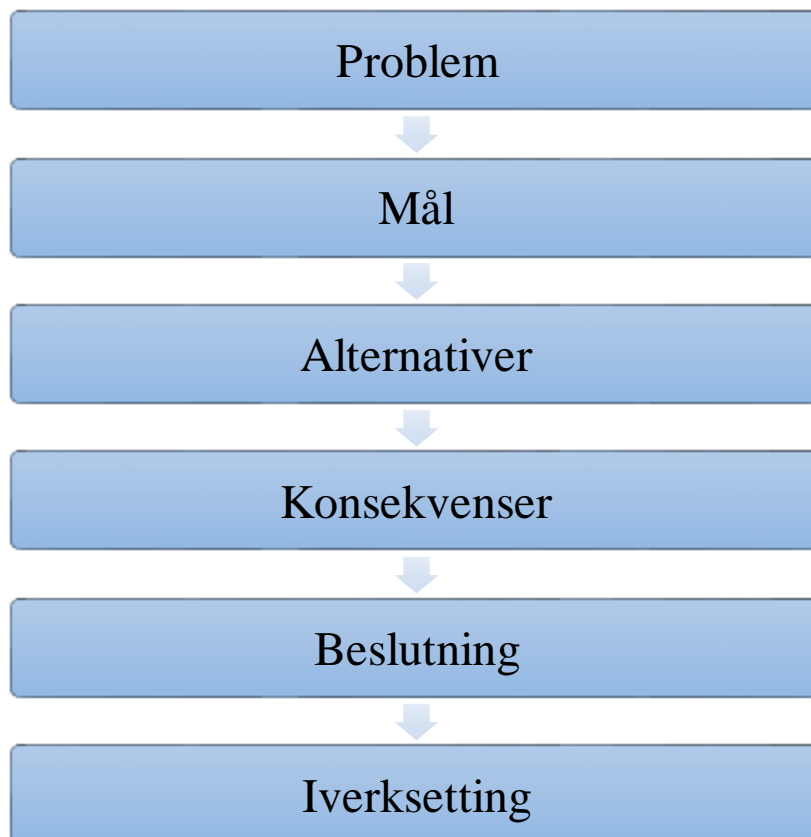 Problem
Mål
Alternativer
Konsekvenser
Beslutning
Iverksetting